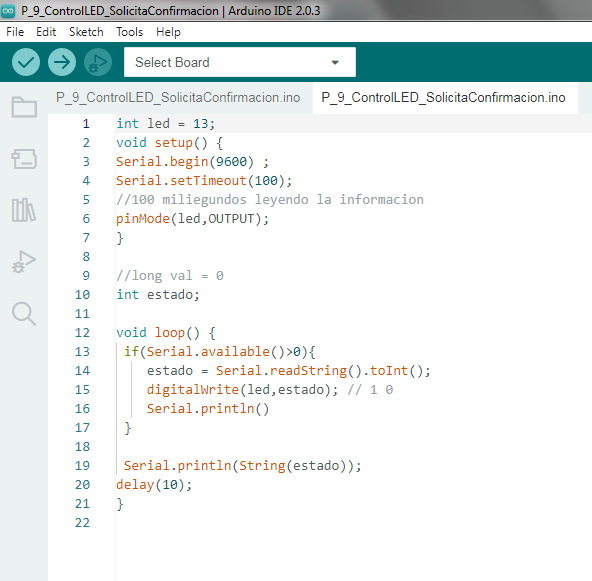 P_9_ControlLED_SolicitaConfirmacion | Arduino IDE 2.0.3
File Edit Sketch Tools Help
Select Board
P_9_ControlLED_SolicitaConfirmacion.ino P_9_ControlLED_SolicitaConfirmacion.ino
1 int led = 13;
2 void setup() {
3 Serial.begin(9600) ;
4 Serial.setTimeout(100);
5 //100 miliegundos leyendo la informacion
6 pinMode(led,OUTPUT);
7 }
8
9 //long val = 0
10 int estado;
11
12 void loop() {
13 if(Serial.available()>0){
14 estado = Serial.readString().toInt();
15 digitalWrite(led,estado); // 1 0
16 Serial.println()
17 }
18
19 Serial.println(String(estado));
20 delay(10);
21 }
22